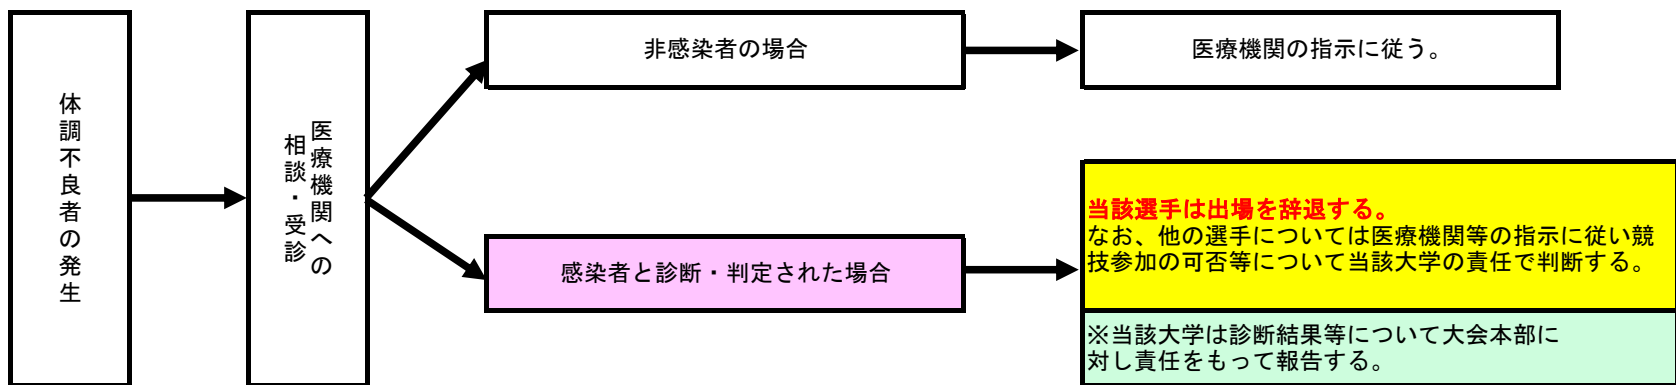 体調不良者の発生
医療機関への
相談・受診
非感染者の場合
医療機関の指示に従う。
感染者と診断・判定された場合
当該選手は出場を辞退する。
なお、他の選手については医療機関等の指示に従い競
技参加の可否等について当該大学の責任で判断する。
※当該大学は診断結果等について大会本部に
対し責任をもって報告する。